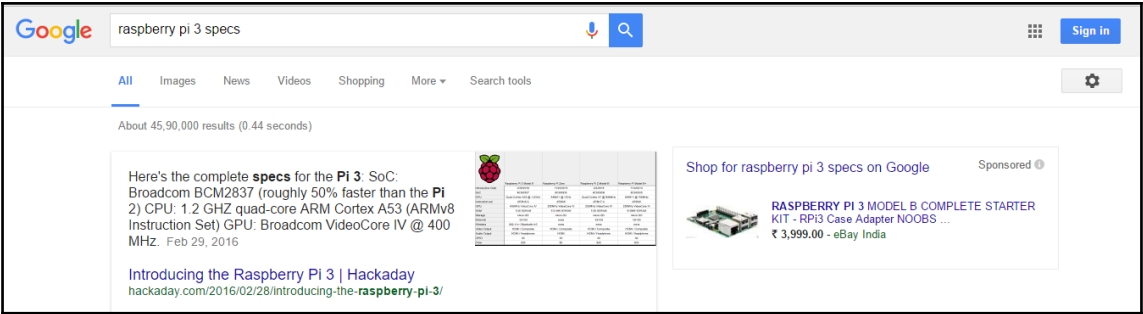 Google
raspberry pi 3 specs
Sign in
All Images News Videos Shopping More Search tools
About 45,90,000 results (0.44 seconds)
Here's the complete specs for the Pi 3: SoC:
Broadcom BCM2837 (roughly 50% faster than the Pi
2) CPU: 1.2 GHZ quad-core ARM Cortex A53 (ARMv8
Instruction Set) GPU: Broadcom VideoCore IV @ 400
MHz. Feb 29, 2016
Introducing the Raspberry Pi 3 | Hackaday
hackaday.com/2016/02/28/introducing-the-raspberry-pi-3/
Shop for raspberry pi 3 specs on Google Sponsored
RASPBERRY PI 3 MODEL B COMPLETE STARTER
KIT - RPi3 Case Adapter NOOBS ...
₹ 3,999.00 - eBay India